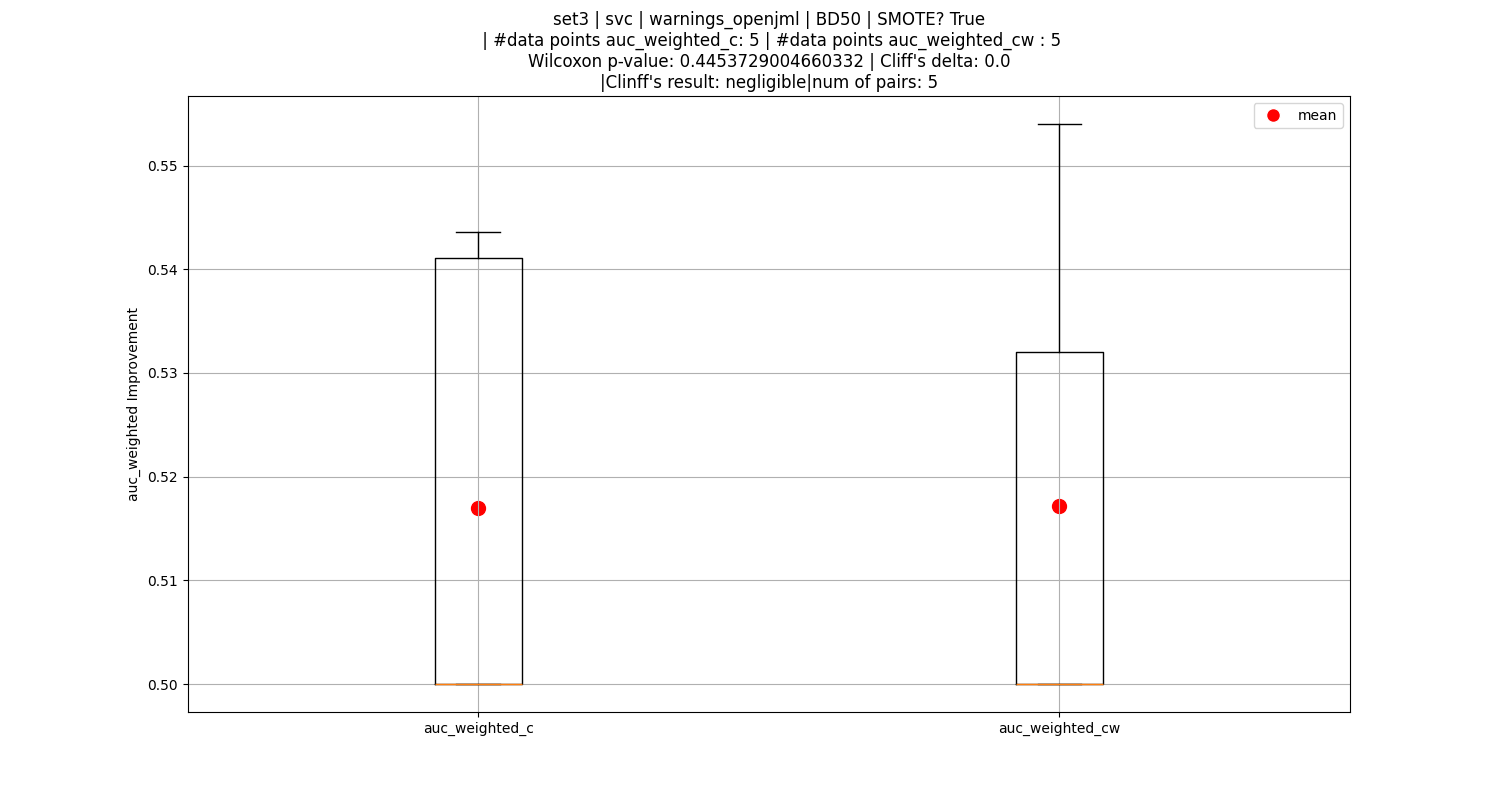 set3 | svc | warnings_openjml | BD50 | SMOTE? True
| #data points auc_weighted_c: 5 | #data points auc_weighted_cw : 5
Wilcoxon p-value: 0.4453729004660332 | Cliff's delta: 0.0
|Clinff's result: negligible|num of pairs: 5
mean
auc_weighted Improvement
0.55
0.54
0.53
0.52
0.51
0.50
auc_weighted_c
auc_weighted_cw